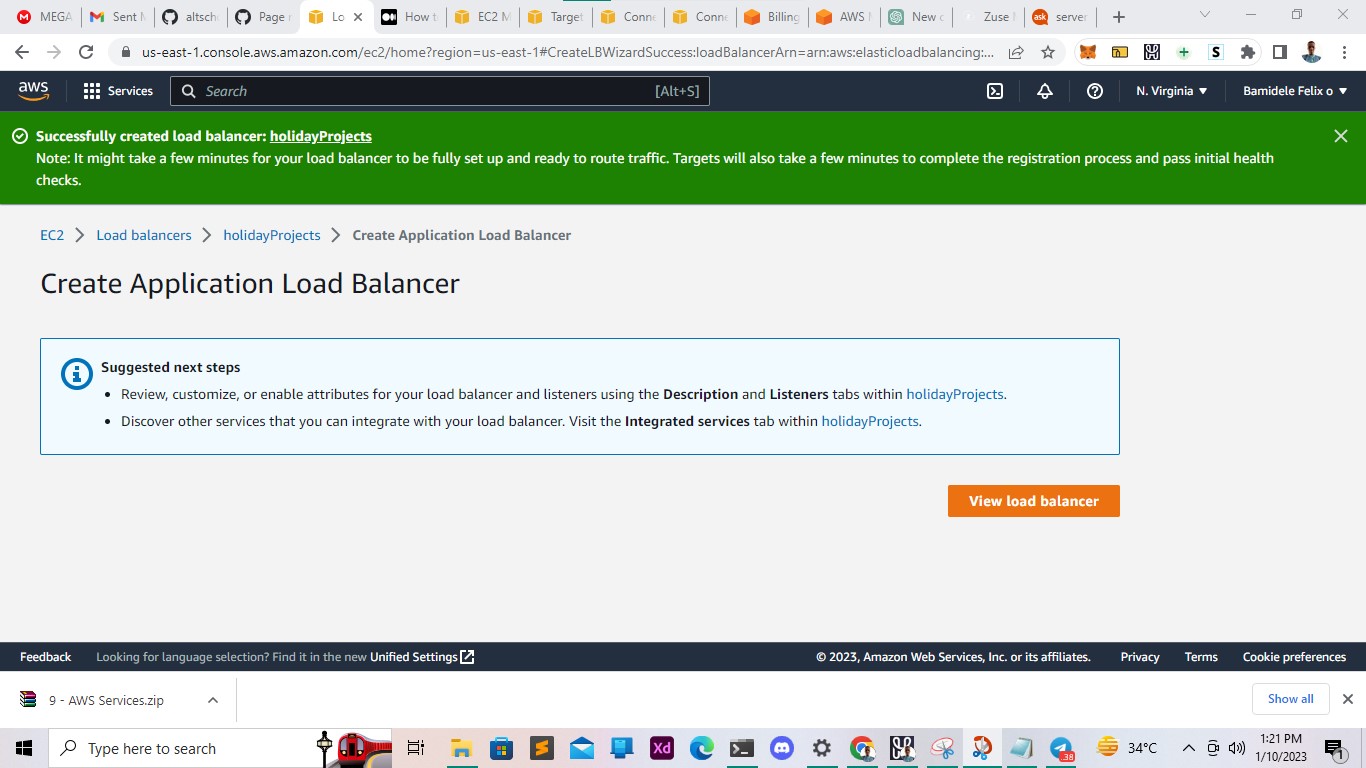 MEGA
Sent M
altsch
Page
Lo
How t
EC2 M
Target
Conne
Conne
Billing
AWS
New c
Zuse
ask
server
us-east-1.console.aws.amazon.com/ec2/home?region=us-east-1#CreateLBWizardSuccess:loadBalancerArn=arn:aws:elasticloadbalancing:...
aws
Services
Search
[Alt+S]
N. Virginia
Bamidele Felix o
Successfully created load balancer: holidayProjects
Note: It might take a few minutes for your load balancer to be fully set up and ready to route traffic. Targets will also take a few minutes to complete the registration process and pass initial health
checks.
EC2 > Load balancers > holidayProjects > Create Application Load Balancer
Create Application Load Balancer
Suggested next steps
• Review, customize, or enable attributes for your load balancer and listeners using the Description and Listeners tabs within holidayProjects.
• Discover other services that you can integrate with your load balancer. Visit the Integrated services tab within holidayProjects.
View load balancer
Feedback
Looking for language selection? Find it in the new Unified Settings
© 2023, Amazon Web Services, Inc. or its affiliates.
Privacy
Terms
Cookie preferences
9 - AWS Services.zip
Show all
Type here to search
Xd
.38
34°C
1:21 PM
1/10/2023
1